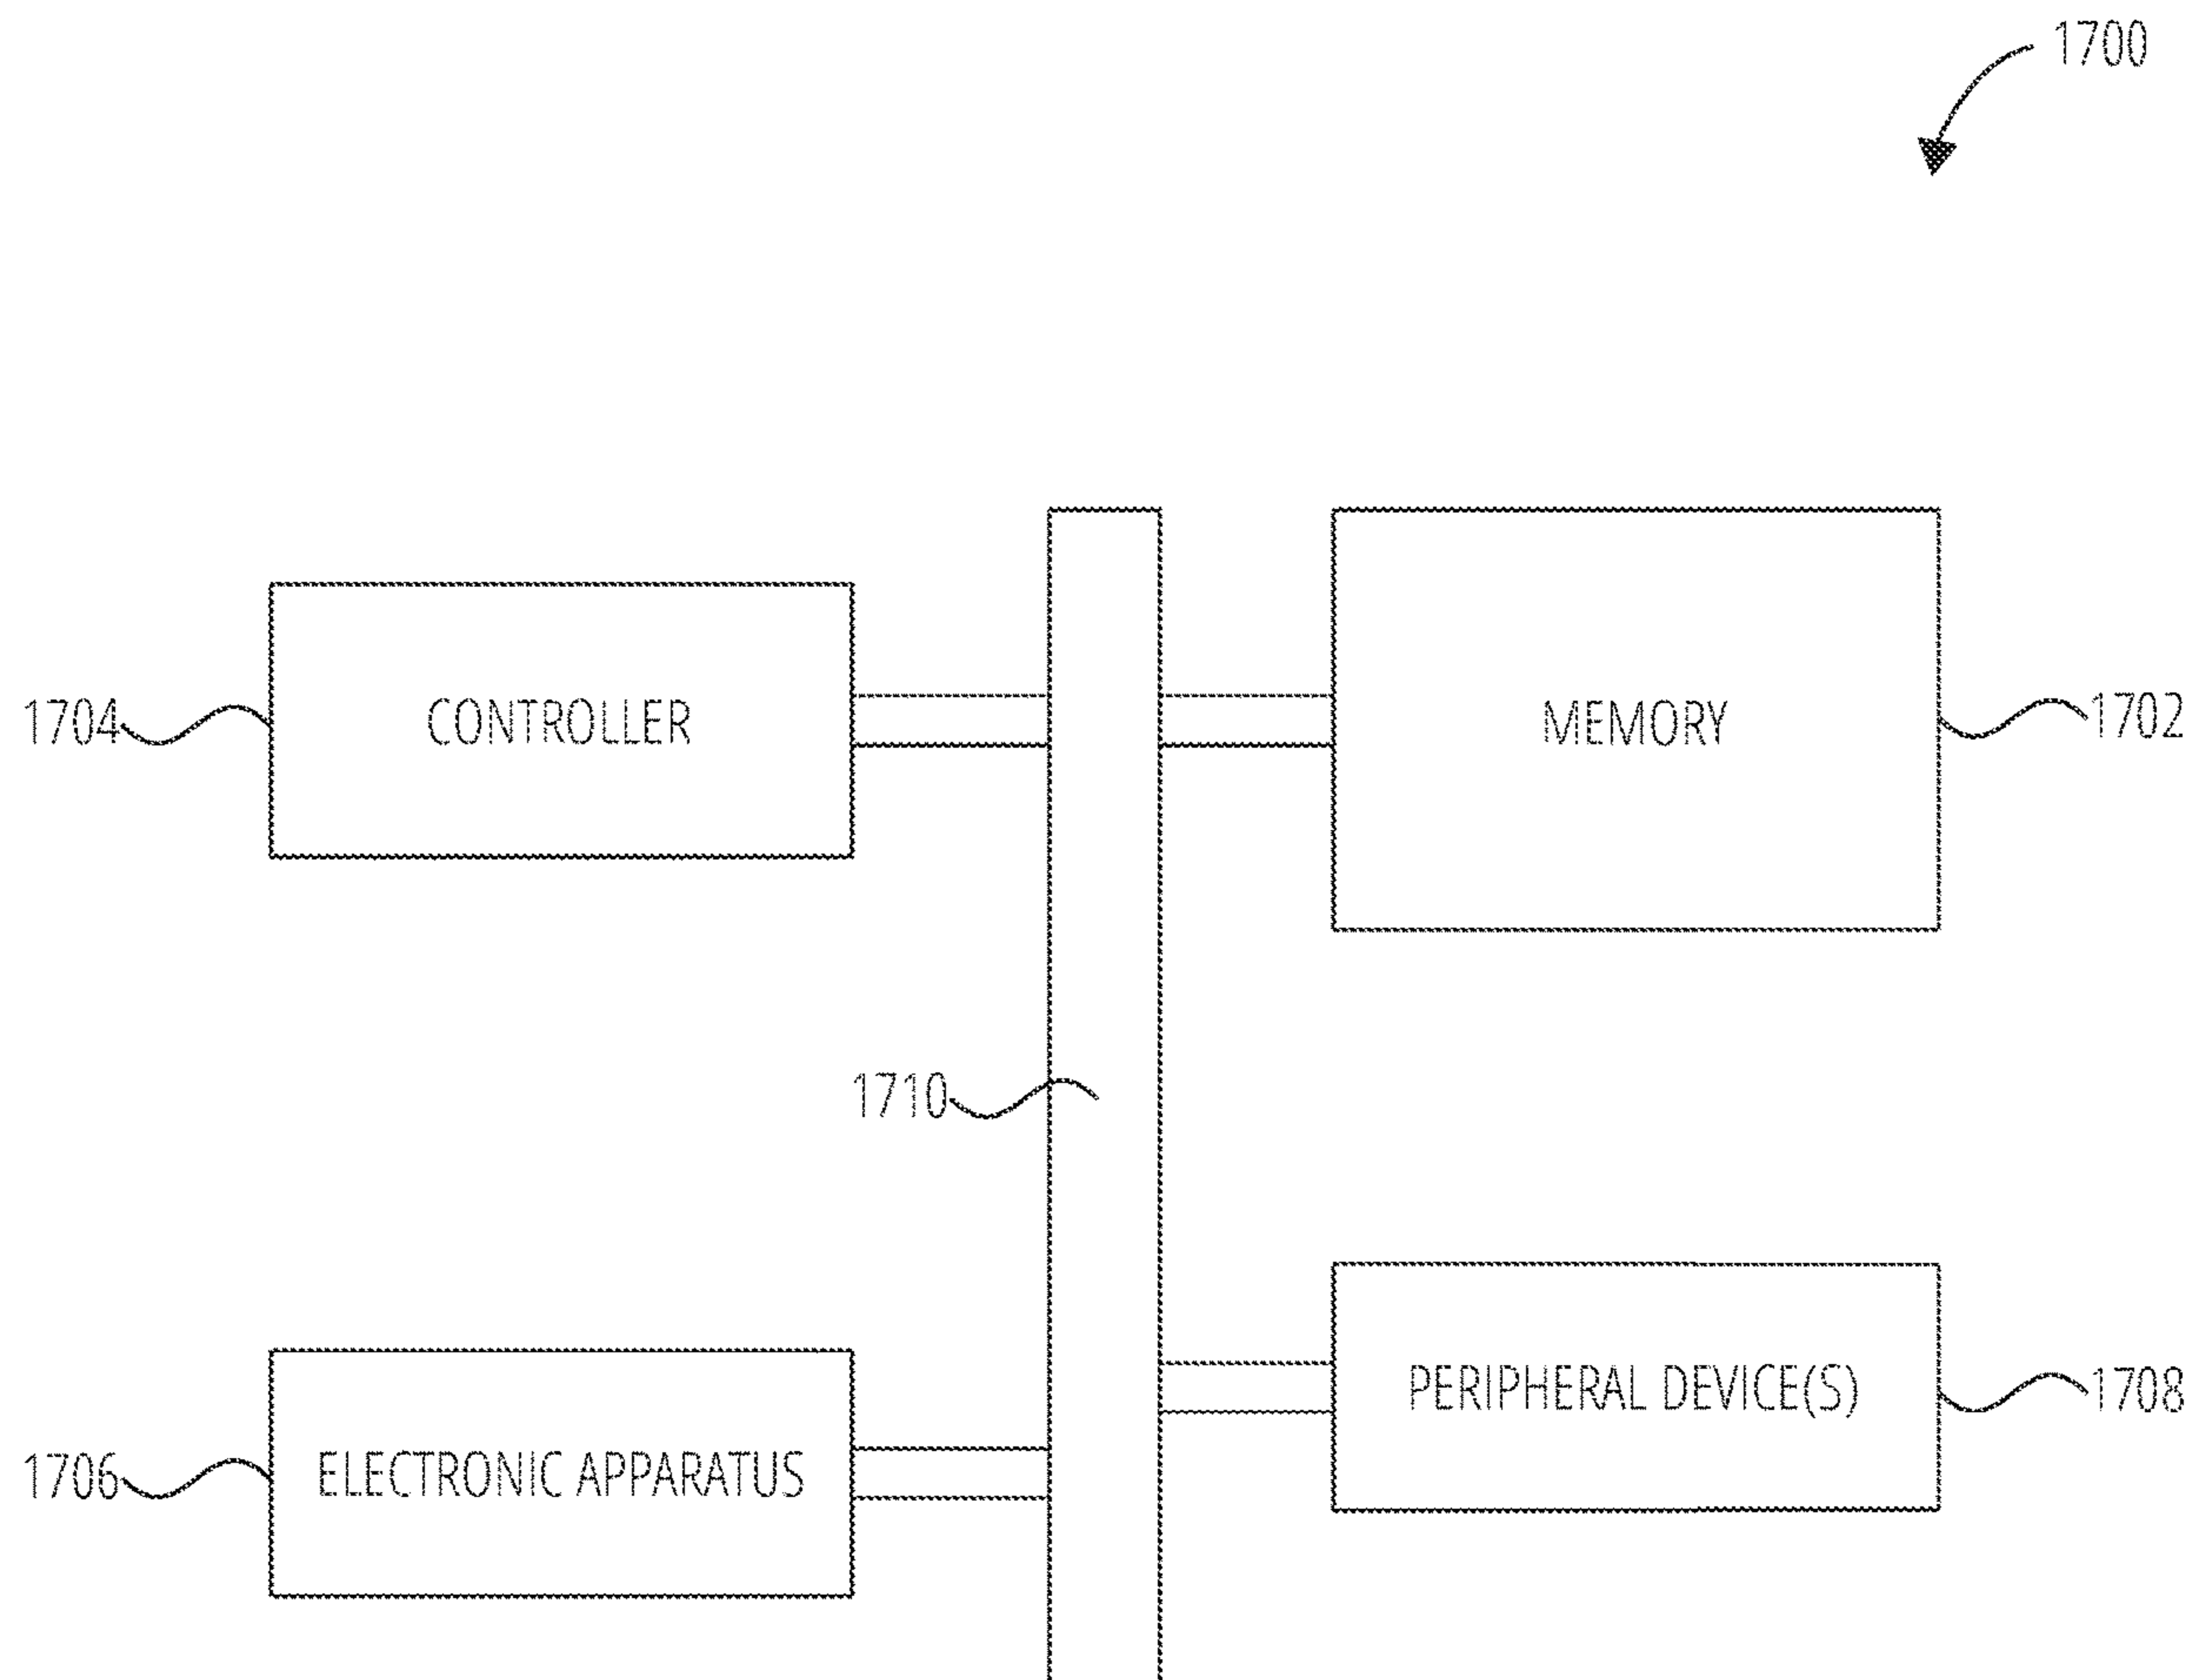 1700
1704
CONTROLLER
MEMORY
1702
1710
PERIPHERAL DEVICE(S)
1708
1706
ELECTRONIC APPARATUS